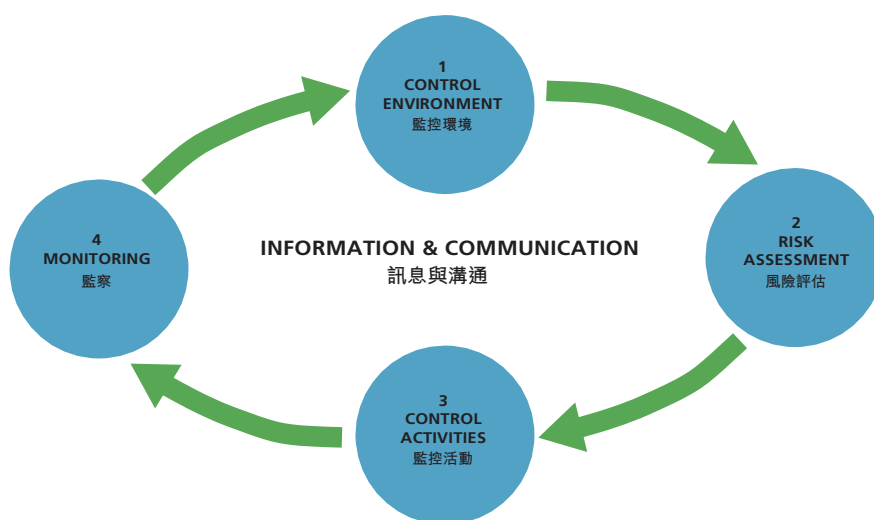 1
CONTROL
ENVIRONMENT
監控環境
2
RISK
ASSESSMENT
風險評估
3
CONTROL
ACTIVITIES
監控活動
4
MONITORING
監察
INFORMATION & COMMUNICATION
訊息與溝通